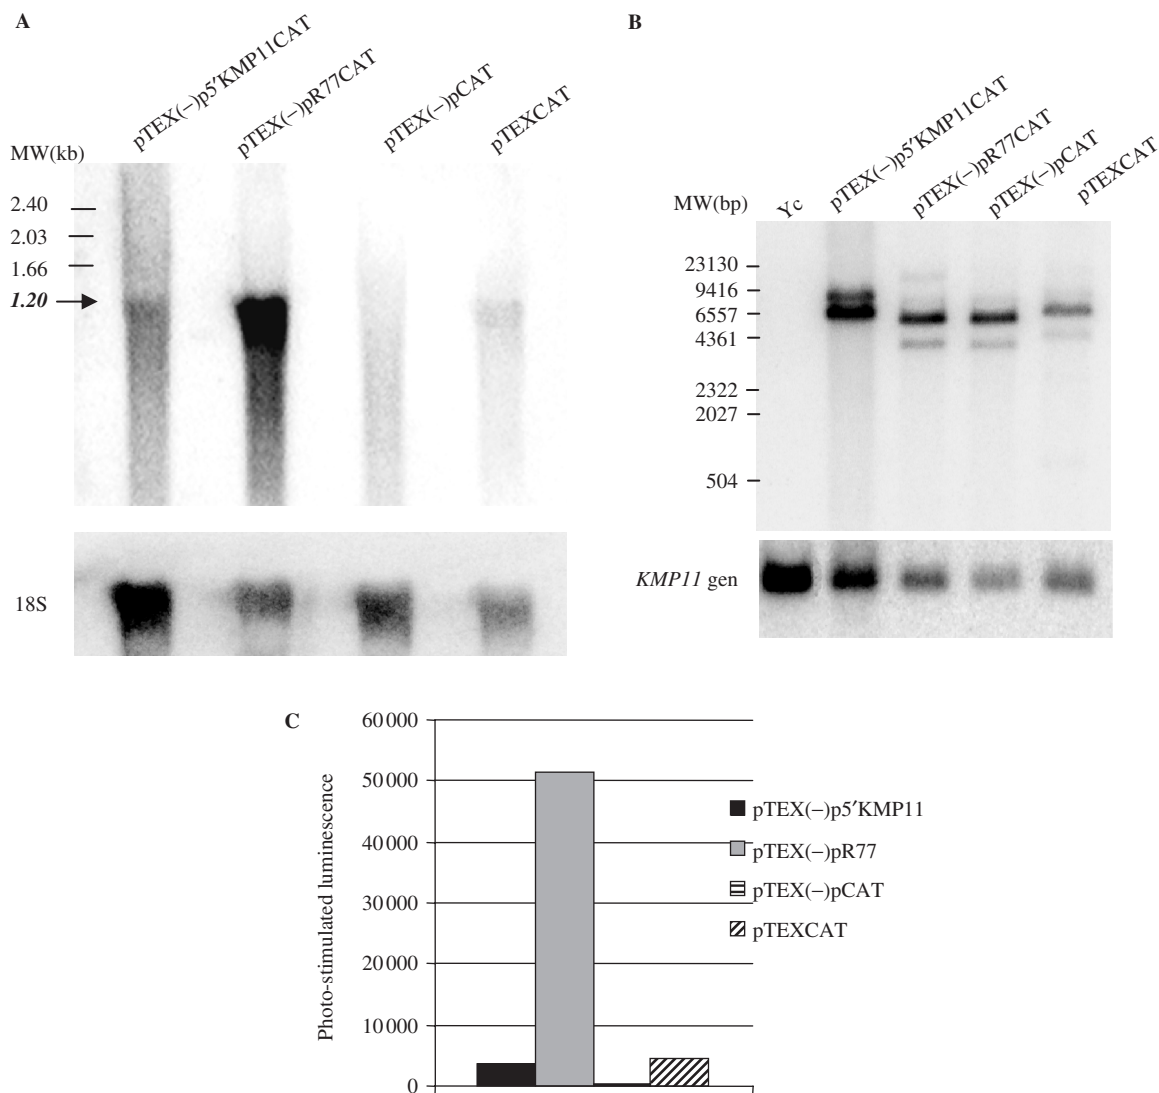 A
pTEX(−)p5′KMP11CAT
pTEX(−)pR77CAT
pTEX(−)pCAT
pTEXCAT
MW(kb)
2.40
2.03
1.66
1.20
18S
B
Yc
pTEX(−)p5′KMP11CAT
pTEX(−)pR77CAT
pTEX(−)pCAT
pTEXCAT
MW(bp)
23130
9416
6557
4361
2322
2027
504
KMP11 gen
C
Photo-stimulated luminescence
60 000
50 000
40 000
30 000
20 000
10 000
0
pTEX(−)p5′KMP11
pTEX(−)pR77
pTEX(−)pCAT
pTEXCAT